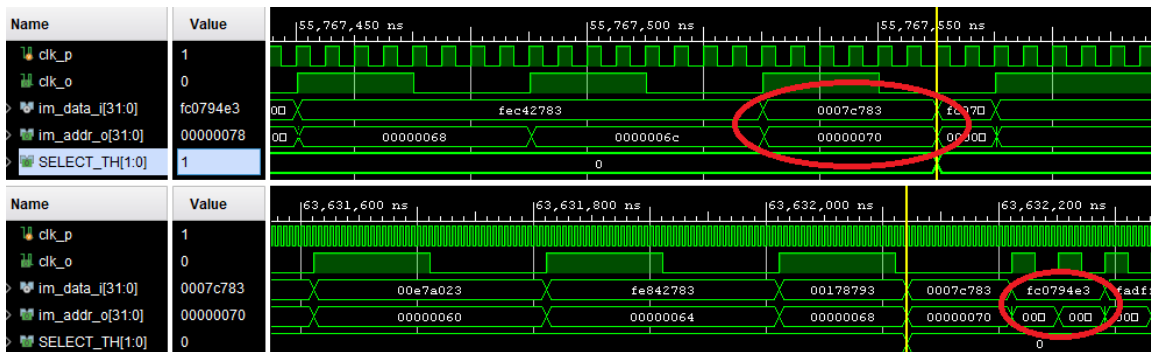 Name Value 55,767,450 ns 55,767,500 ns 55,767,550 ns
clk_p 1
clk_o 0
im_data_i[31:0] fc0794e3 fec42783 0007c783
im_addr_o[31:0] 00000078 00000068 0000006c 00000070
SELECT_TH[1:0] 1 0
Name Value 63,631,600 ns 63,631,800 ns 63,632,000 ns 63,632,200 ns
clk_p 1
clk_o 0
im_data_i[31:0] 0007c783 00e7a023 fe842783 00178793 0007c783 fc0794e3
im_addr_o[31:0] 00000070 00000060 00000064 00000068 00000070
SELECT_TH[1:0] 0 0